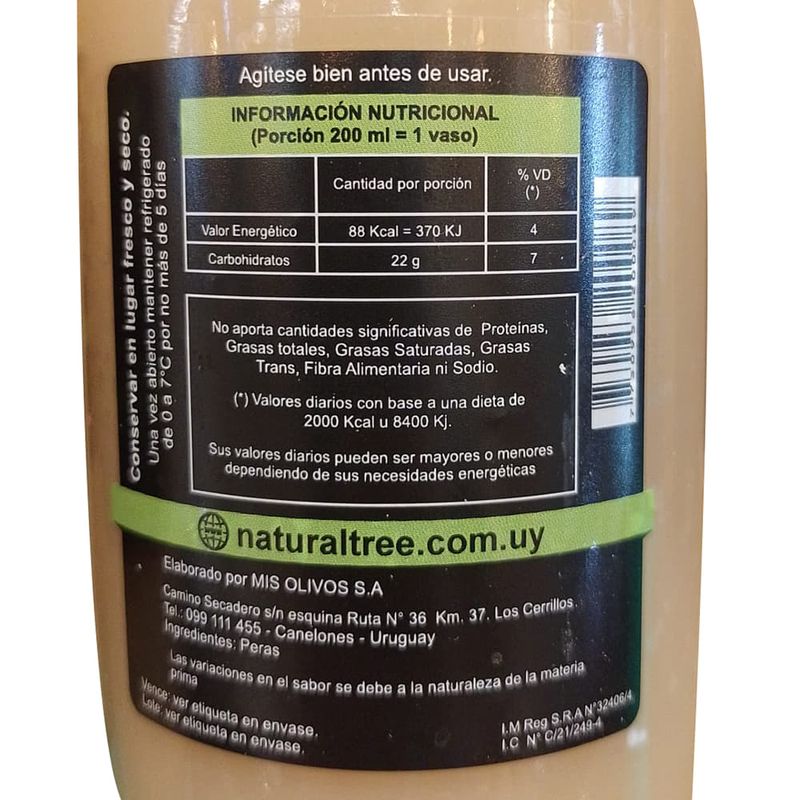 Agitese bien antes de usar.
INFORMACIÓN NUTRICIONAL
(Porción 200 ml = 1 vaso)
Cantidad por porción
% VD
(*)
Valor Energético 88 Kcal = 370 KJ 4
Carbohidratos 22 g 7
No aporta cantidades significativas de Proteinas,
Grasas totales, Grasas Saturadas, Grasas
Trans, Fibra Alimentaria ni Sodio.
(*) Valores diarios con base a una dieta de
2000 Kcal u 8400 Kj.
Sus valores diarios pueden ser mayores o menores
dependiendo de sus necesidades energéticas
Conservar en lugar fresco y seco.
Una vez abierto mantener refrigerado
de 0 a 7°C por no más de 5 días
naturaltree.com.uy
Elaborado por MIS OLIVOS S.A
Camino Secadero s/n esquina Ruta N° 36 Km. 37. Los Cerrillos.
Tel.: 099 111 455 - Canelones - Uruguay
Ingredientes: Peras
Las variaciones en el sabor se debe a la naturaleza de la materia
prima
Vence: ver etiqueta en envase.
Lote: ver etiqueta en envase.
I.M Reg S.R.A N°32406/4
I.C N° C/21/249-4